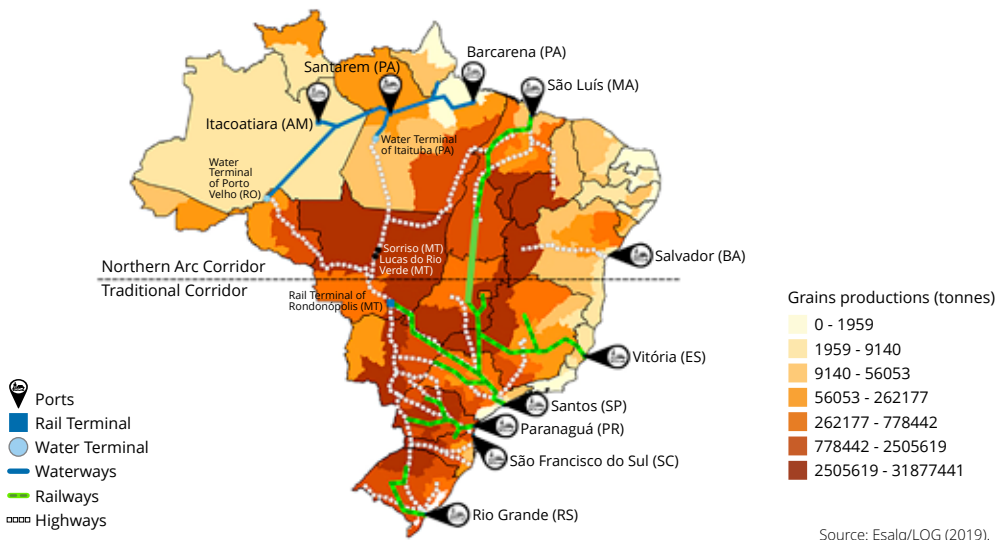 Barcarena (PA)
Santarem (PA)
São Luís (MA)
Itacoatiara (AM)
Water Terminal
of Itaituba (PA)
Water
Terminal
of Porto
Velho (RO)
Sorriso (MT)
Lucas do Rio
Verde (MT)
Salvador (BA)
Northern Arc Corridor
Traditional Corridor
Rail Terminal of
Rondonópolis (MT)
Vitória (ES)
Santos (SP)
Paranaguá (PR)
São Francisco do Sul (SC)
Rio Grande (RS)
Ports
Rail Terminal
Water Terminal
Waterways
Railways
Highways
Grains productions (tonnes)
0 - 1959
1959 - 9140
9140 - 56053
56053 - 262177
262177 - 778442
778442 - 2505619
2505619 - 31877441
Source: Esalq/LOG (2019).